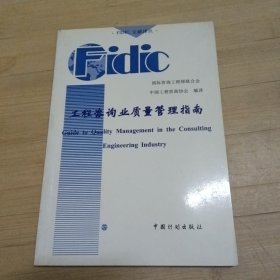 Fidic
国际咨询工程师联合会
中国工程咨询协会 编译
工程咨询业质量管理指南
Guide to Quality Management in the Consulting
Engineering Industry
中国计划出版社